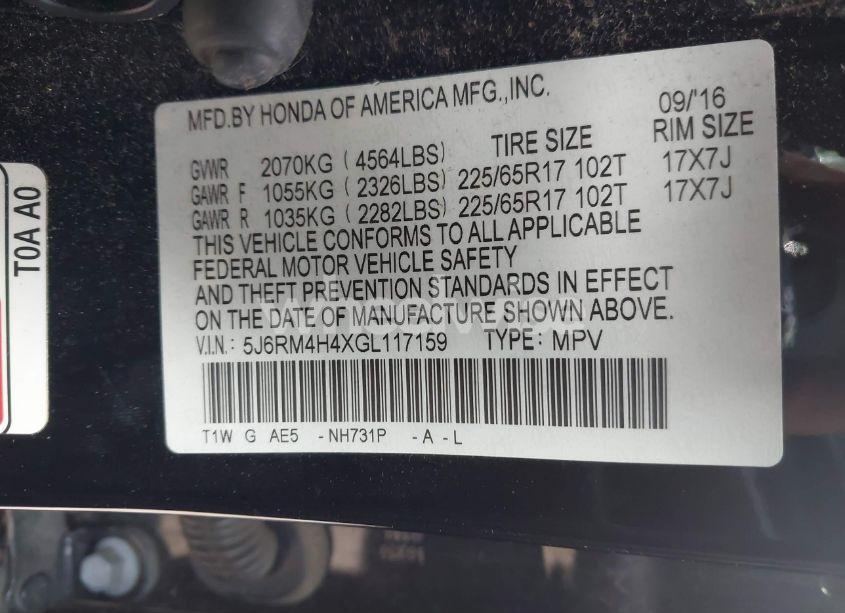 MFD.BY HONDA OF AMERICA MFG.,INC. 09/'16
TIRE SIZE RIM SIZE
GVWR 2070KG (4564LBS)
GAWR F 1055KG (2326LBS) 225/65R17 102T 17X7J
GAWR R 1035KG (2282LBS) 225/65R17 102T 17X7J
THIS VEHICLE CONFORMS TO ALL APPLICABLE
FEDERAL MOTOR VEHICLE SAFETY
AND THEFT PREVENTION STANDARDS IN EFFECT
ON THE DATE OF MANUFACTURE SHOWN ABOVE.
V.I.N.: 5J6RM4H4XGL117159 TYPE: MPV
T1W G AE5 -NH731P -A -L
T0A A0